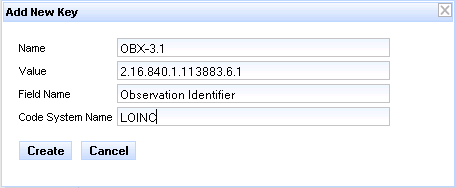 Add New Key
Name OBX-3.1
Value 2.16.840.1.113883.6.1
Field Name Observation Identifier
Code System Name LOINC
Create Cancel